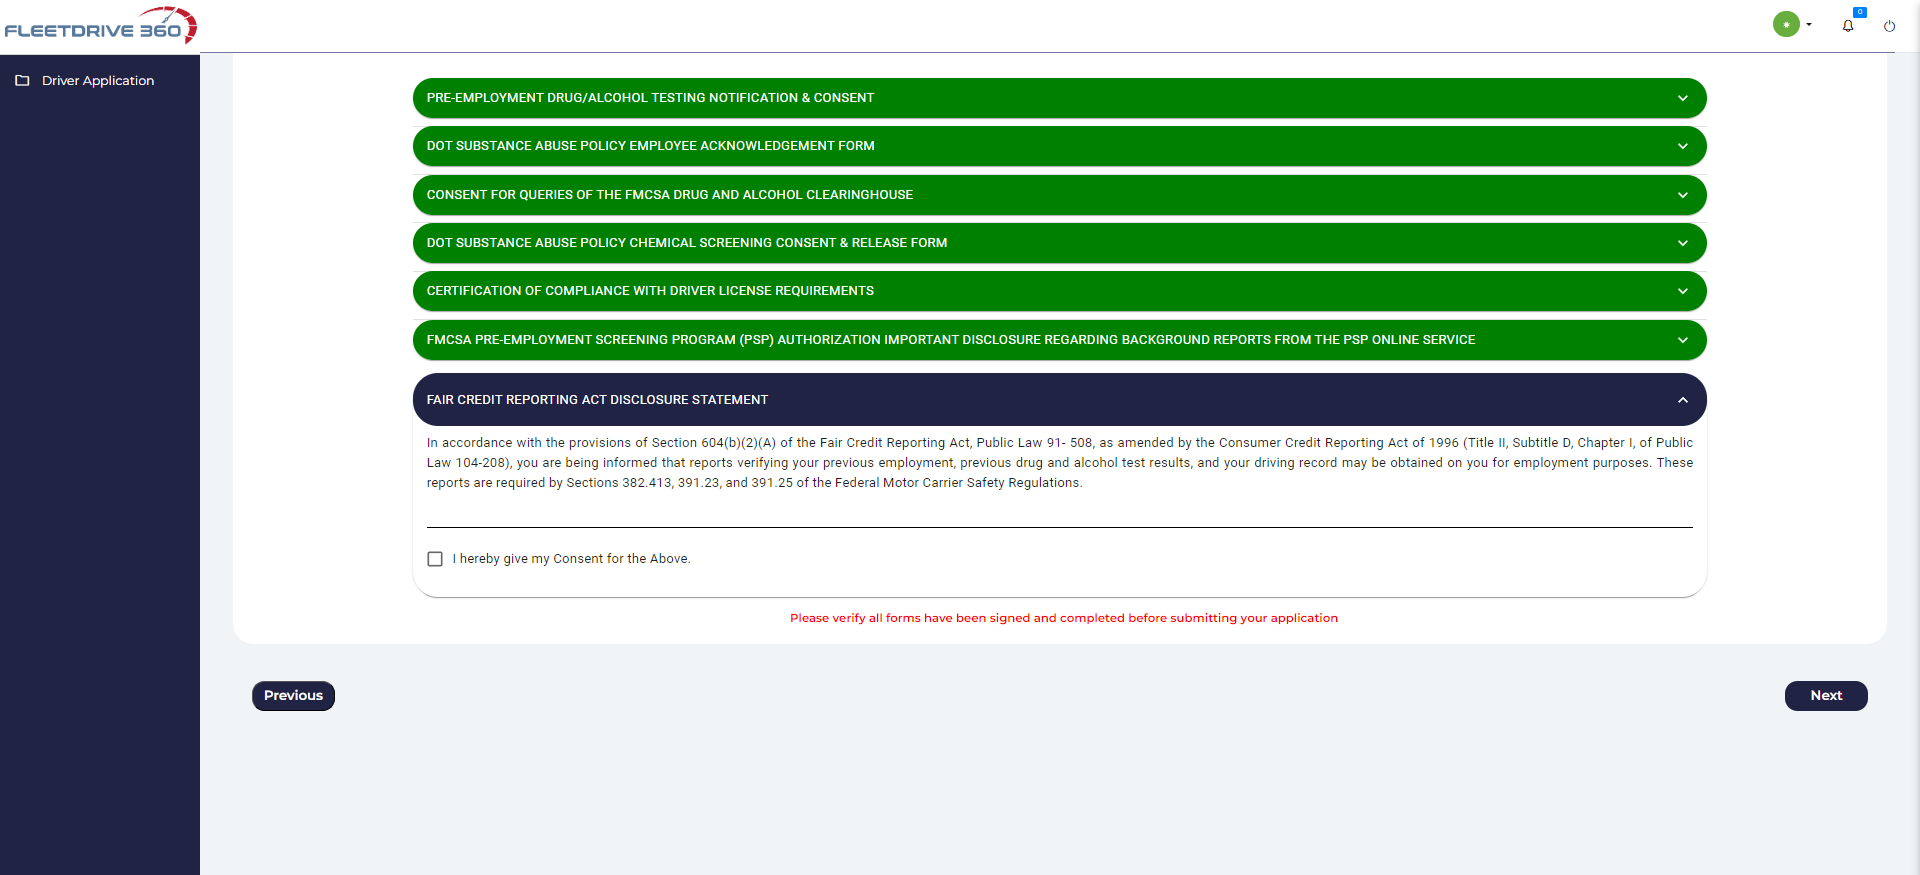 FLEETDRIVE 360
0
Driver Application
PRE-EMPLOYMENT DRUG/ALCOHOL TESTING NOTIFICATION & CONSENT
DOT SUBSTANCE ABUSE POLICY EMPLOYEE ACKNOWLEDGEMENT FORM
CONSENT FOR QUERIES OF THE FMCSA DRUG AND ALCOHOL CLEARINGHOUSE
DOT SUBSTANCE ABUSE POLICY CHEMICAL SCREENING CONSENT & RELEASE FORM
CERTIFICATION OF COMPLIANCE WITH DRIVER LICENSE REQUIREMENTS
FMCSA PRE-EMPLOYMENT SCREENING PROGRAM (PSP) AUTHORIZATION IMPORTANT DISCLOSURE REGARDING BACKGROUND REPORTS FROM THE PSP ONLINE SERVICE
FAIR CREDIT REPORTING ACT DISCLOSURE STATEMENT
In accordance with the provisions of Section 604(b)(2)(A) of the Fair Credit Reporting Act, Public Law 91- 508, as amended by the Consumer Credit Reporting Act of 1996 (Title II, Subtitle D, Chapter I, of Public
Law 104-208), you are being informed that reports verifying your previous employment, previous drug and alcohol test results, and your driving record may be obtained on you for employment purposes. These
reports are required by Sections 382.413, 391.23, and 391.25 of the Federal Motor Carrier Safety Regulations.
I hereby give my Consent for the Above.
Please verify all forms have been signed and completed before submitting your application
Previous
Next